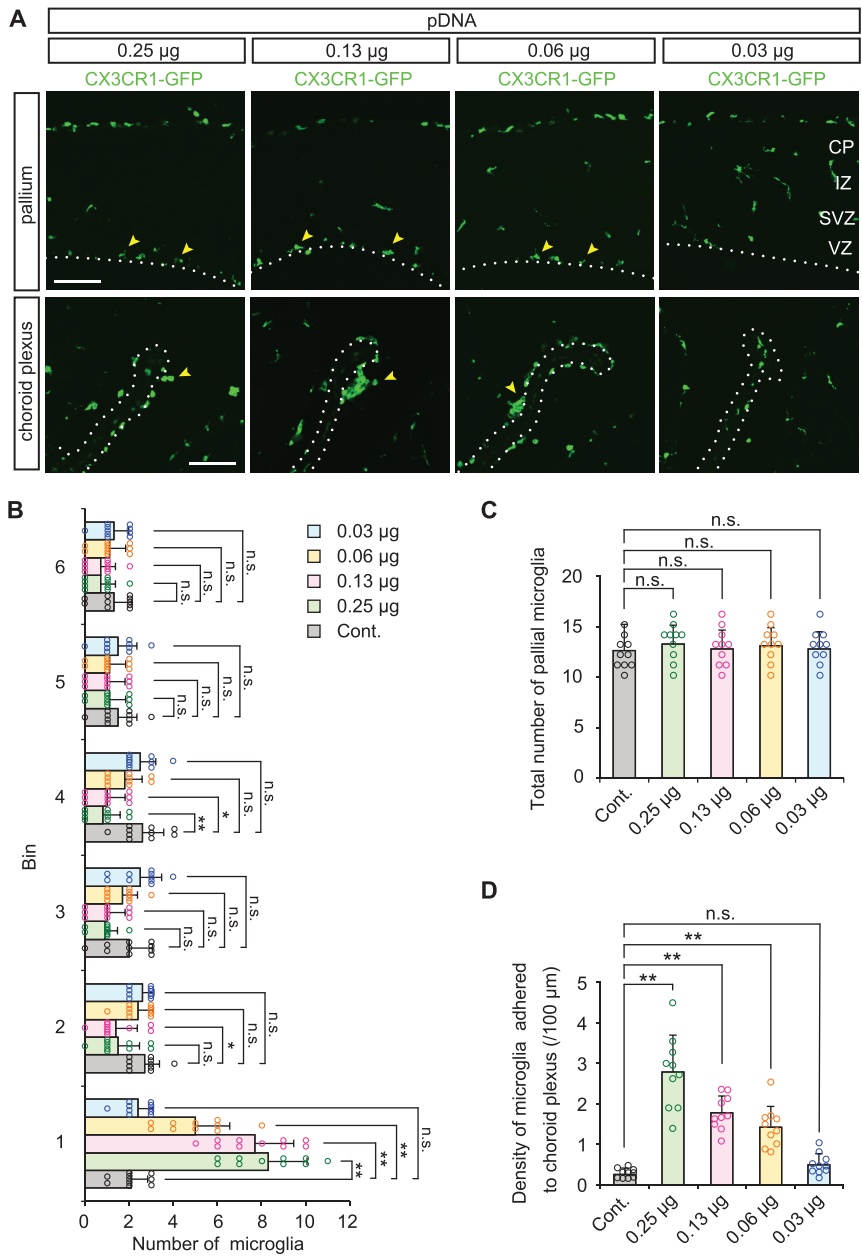 A
pDNA
0.25 µg
0.13 µg
0.06 µg
0.03 µg
CX3CR1-GFP
CX3CR1-GFP
CX3CR1-GFP
CX3CR1-GFP
pallium
CP
IZ
SVZ
VZ
choroid plexus
B
0.03 µg
0.06 µg
0.13 µg
0.25 µg
Cont.
Bin
6
n.s.
n.s.
n.s.
n.s.
5
n.s.
n.s.
n.s.
n.s.
4
**
*
n.s.
n.s.
3
n.s.
n.s.
n.s.
n.s.
2
n.s.
*
n.s.
n.s.
1
**
**
**
n.s.
0 2 4 6 8 10 12
Number of microglia
C
n.s.
n.s.
n.s.
n.s.
Total number of pallial microglia
20
15
10
5
0
Cont. 0.25 µg 0.13 µg 0.06 µg 0.03 µg
D
n.s.
**
**
**
Density of microglia adhered
to choroid plexus (/100 µm)
5
4
3
2
1
0
Cont. 0.25 µg 0.13 µg 0.06 µg 0.03 µg